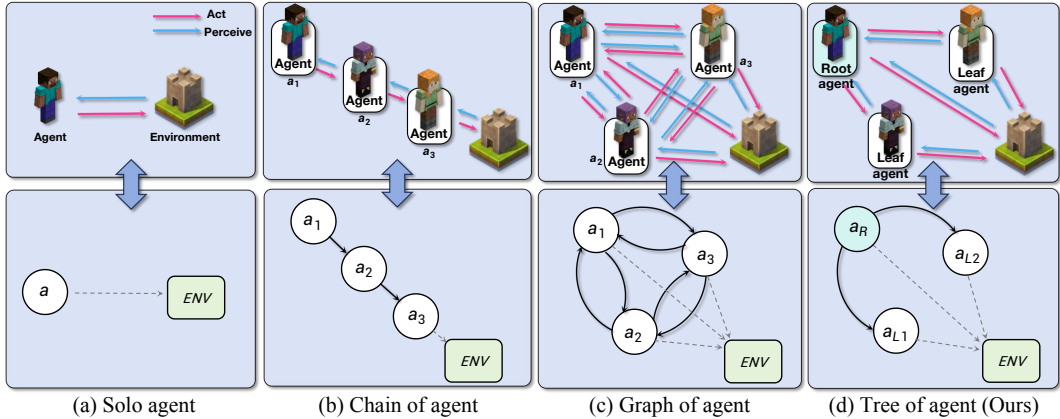 Act
Perceive
Agent
Environment
a
ENV
(a) Solo agent
Agent
a1
Agent
a2
Agent
a3
a1
a2
a3
ENV
(b) Chain of agent
Agent
a1
Agent
a3
a2
Agent
a1
a3
a2
ENV
(c) Graph of agent
Root
agent
Leaf
agent
Leaf
agent
aR
aL2
aL1
ENV
(d) Tree of agent (Ours)